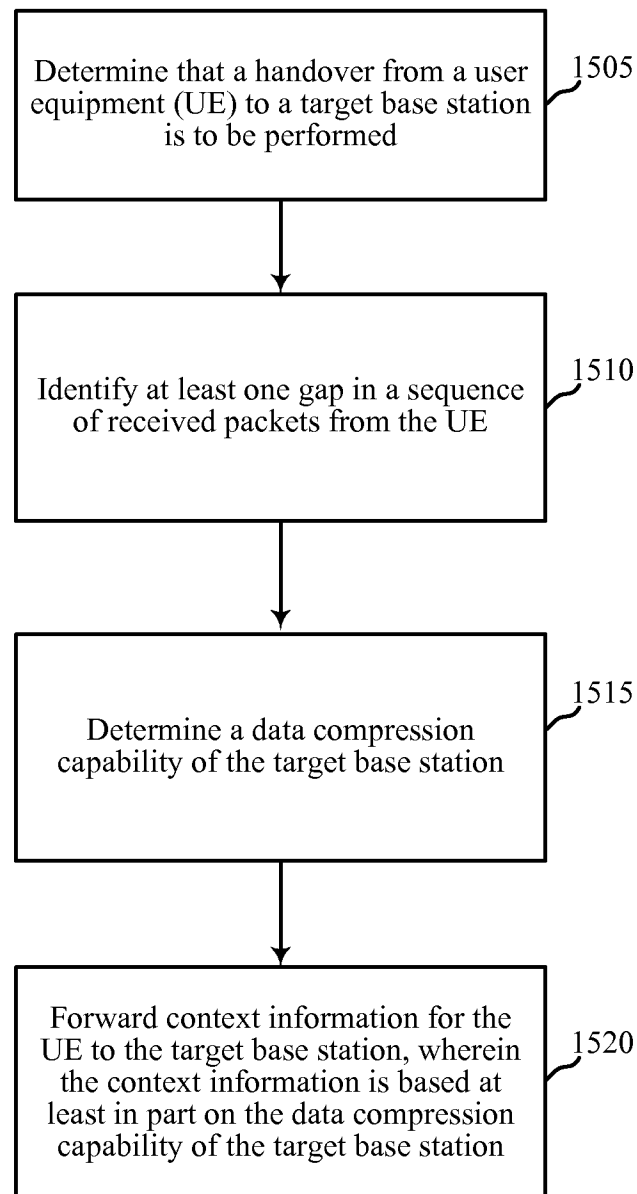 Determine that a handover from a user
equipment (UE) to a target base station
is to be performed
1505
Identify at least one gap in a sequence
of received packets from the UE
1510
Determine a data compression
capability of the target base station
1515
Forward context information for the
UE to the target base station, wherein
the context information is based at
least in part on the data compression
capability of the target base station
1520